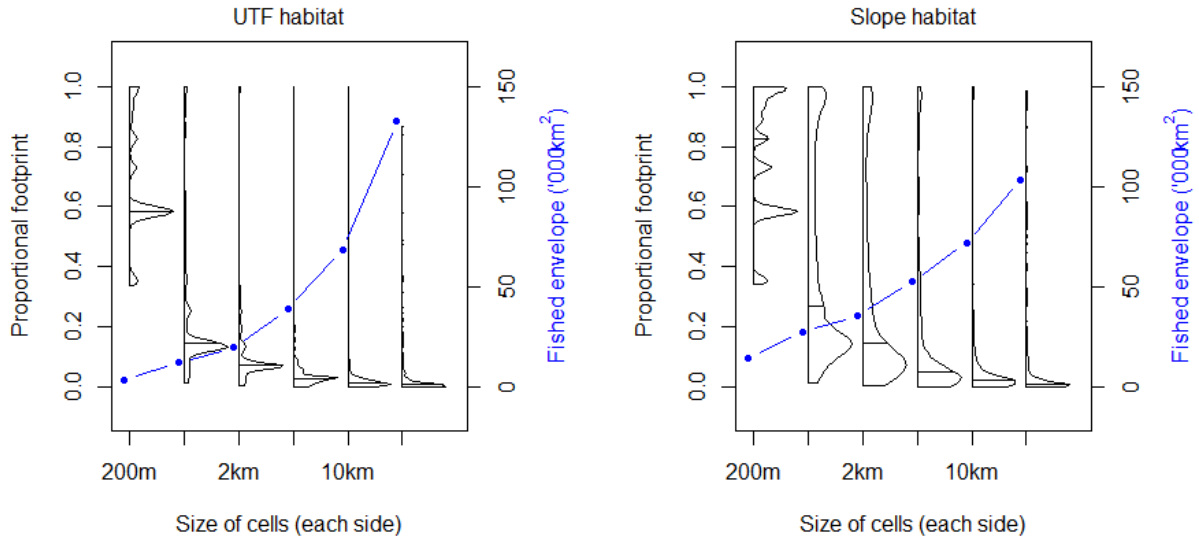 UTF habitat
Proportional footprint
1.0
0.8
0.6
0.4
0.2
0.0
150
100
50
0
Fished envelope ('000km²)
200m 2km 10km
Size of cells (each side)
Slope habitat
Proportional footprint
1.0
0.8
0.6
0.4
0.2
0.0
150
100
50
0
Fished envelope ('000km²)
200m 2km 10km
Size of cells (each side)